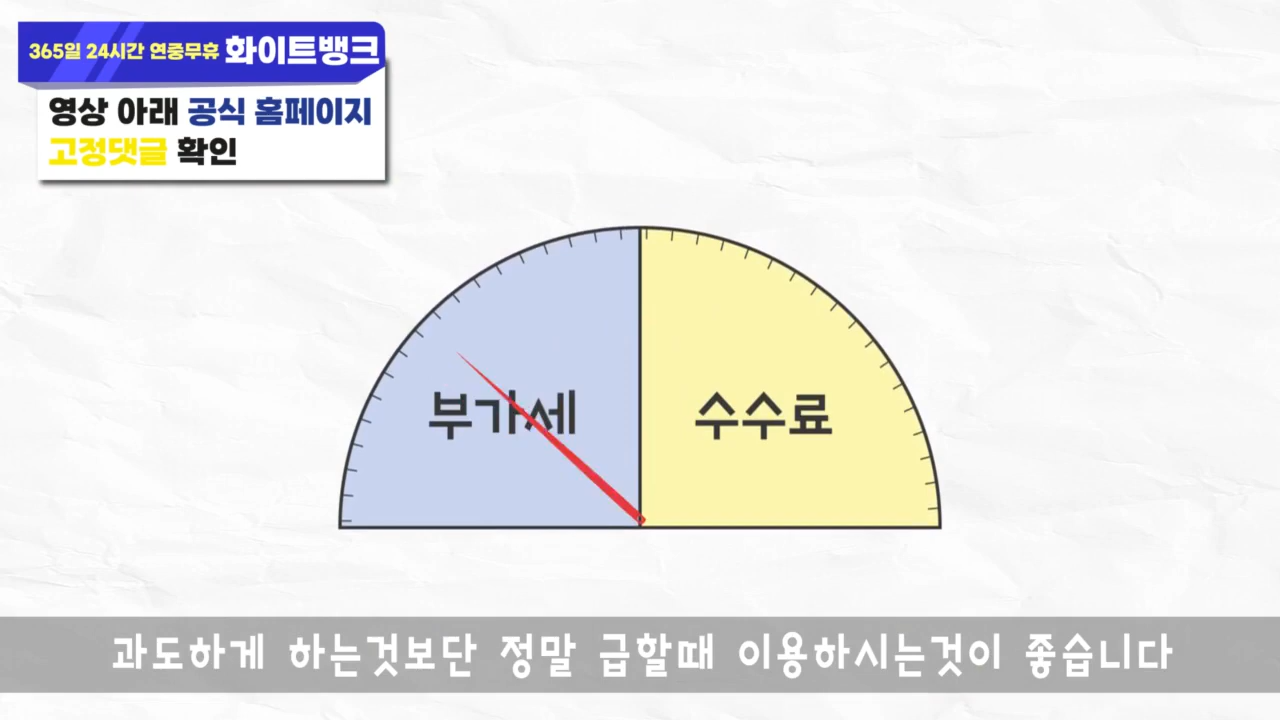 365일 24시간 연중무휴 화이트뱅크
영상 아래 공식 홈페이지
고정댓글 확인
부가세
수수료
과도하게 하는것보단 정말 급할때 이용하시는것이 좋습니다